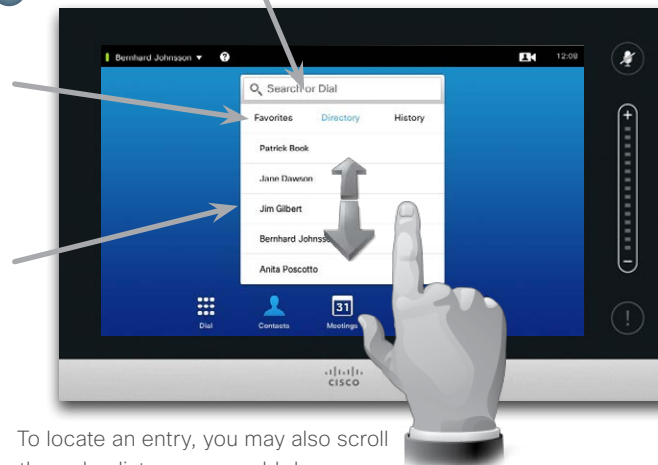 Bernhard Johnsson ? 12:09
Search or Dial
Favorites Directory History
Patrick Book
Jane Dawson
Jim Gilbert
Bernhard
Anita Poscotto
31
Dial Contacts Meetings
CISCO
To locate an entry, you may also scroll